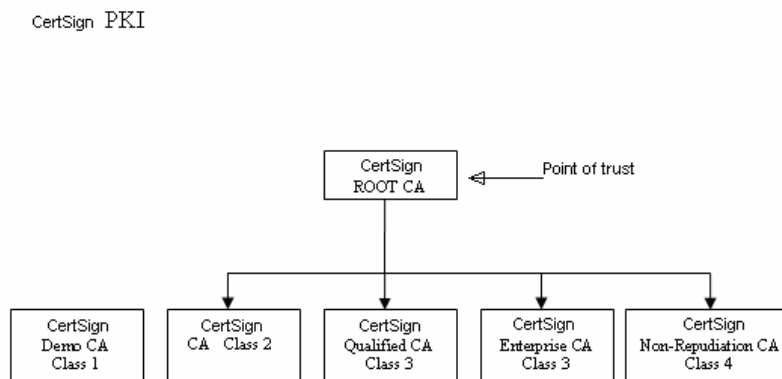 CertSign PKI
CertSign
ROOT CA
Point of trust
CertSign
Demo CA
Class 1
CertSign
CA Class 2
CertSign
Qualified CA
Class 3
CertSign
Enterprise CA
Class 3
CertSign
Non-Repudiation CA
Class 4